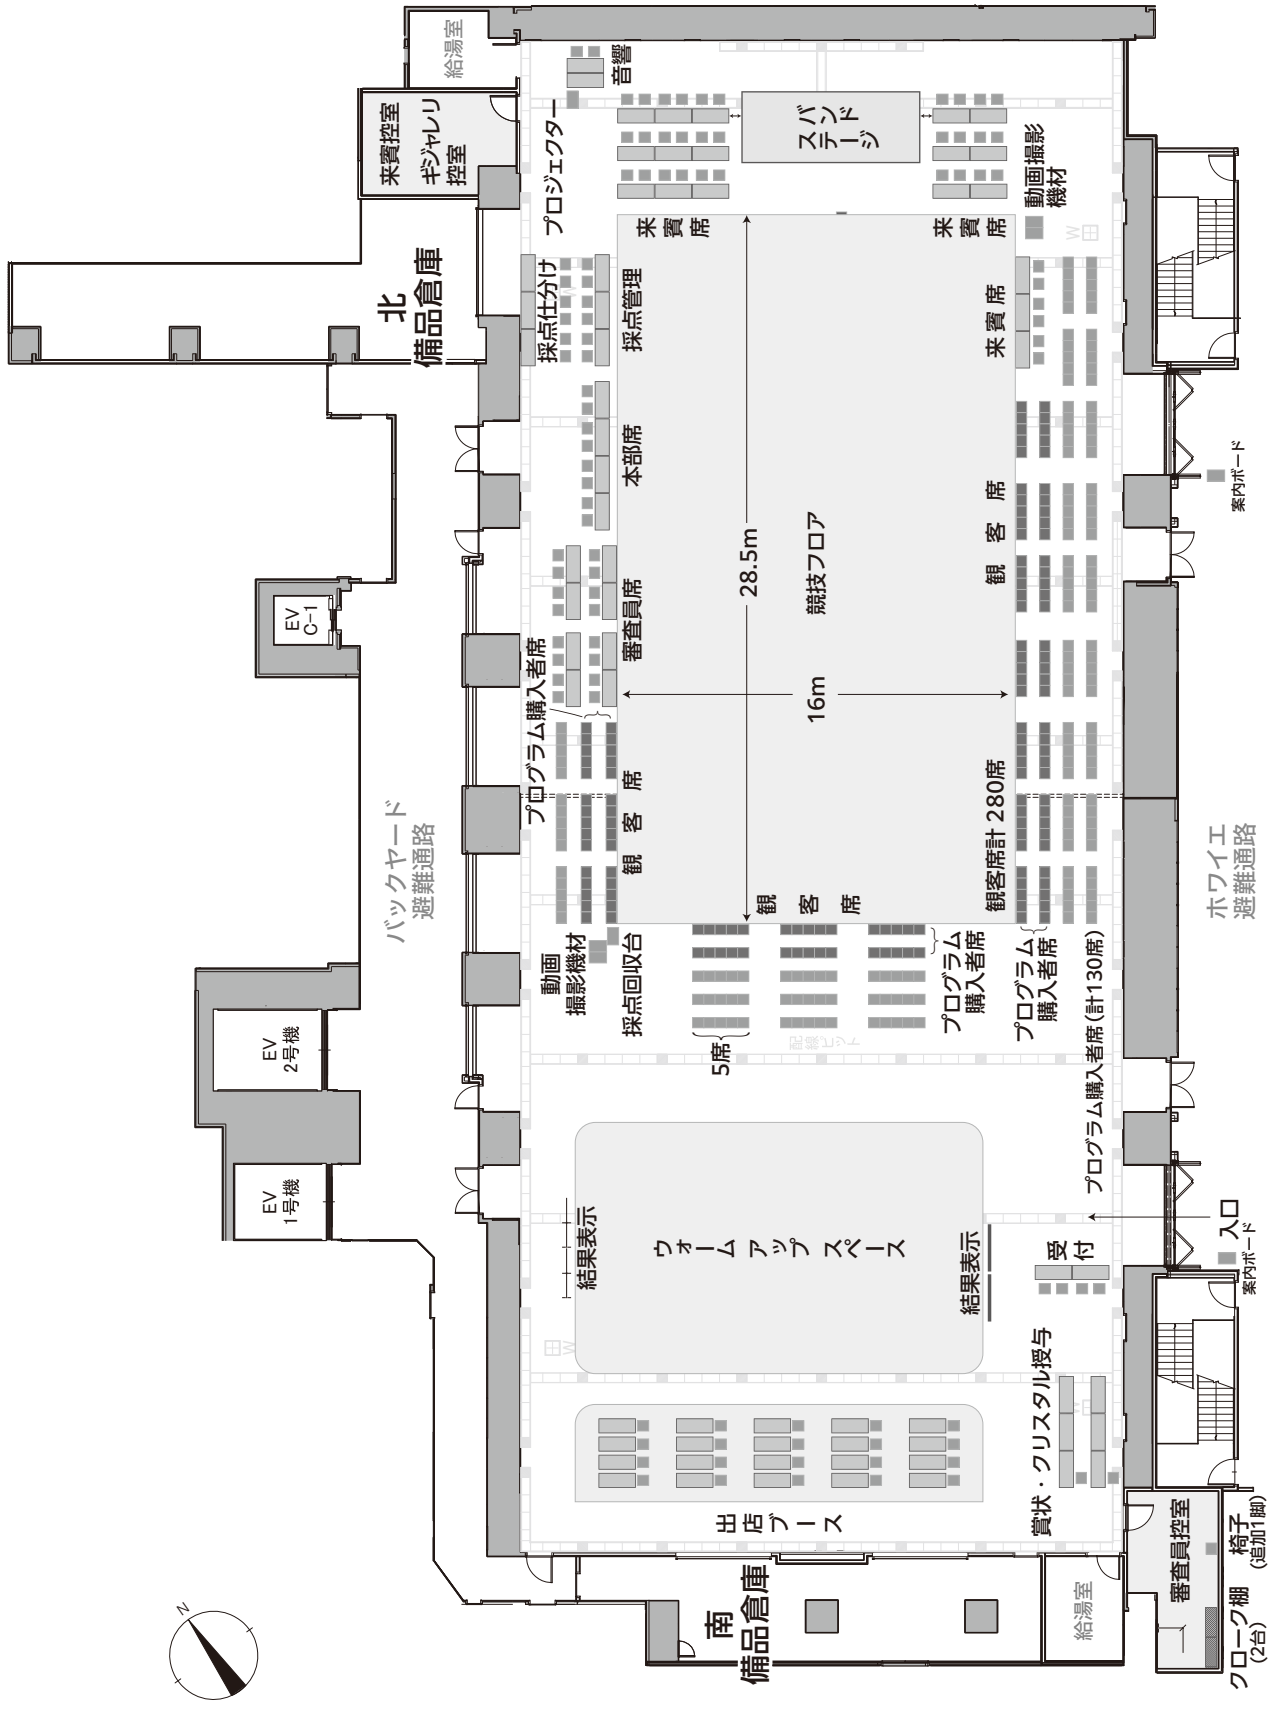 給湯室
来賓控室
ギジャレリ
控室
音響
プロジェクター
バンド
ステージ
動画撮影
機材
W
来賓席
来賓席
北
備品倉庫
採点仕分け
採点管理
W
来賓席
本部席
案内ボード
28.5m
競技フロア
観客席
EV
C-1
審査員席
16m
プログラム購入者席
観客席
観客席計 280席
バックヤード
避難通路
ホワイエ
避難通路
観客席
動画
撮影機材
採点回収台
プログラム
購入者席
プログラム
購入者席
プログラム購入者席（計130席）
EV
2号機
5席
配線ピット
EV
1号機
結果表示
ウォームアップスペース
結果表示
入口
受付
案内ボード
W
賞状・クリスタル授与
出店ブース
南
備品倉庫
給湯室
審査員控室
椅子
（追加1脚）
クローク棚
（2台）
N